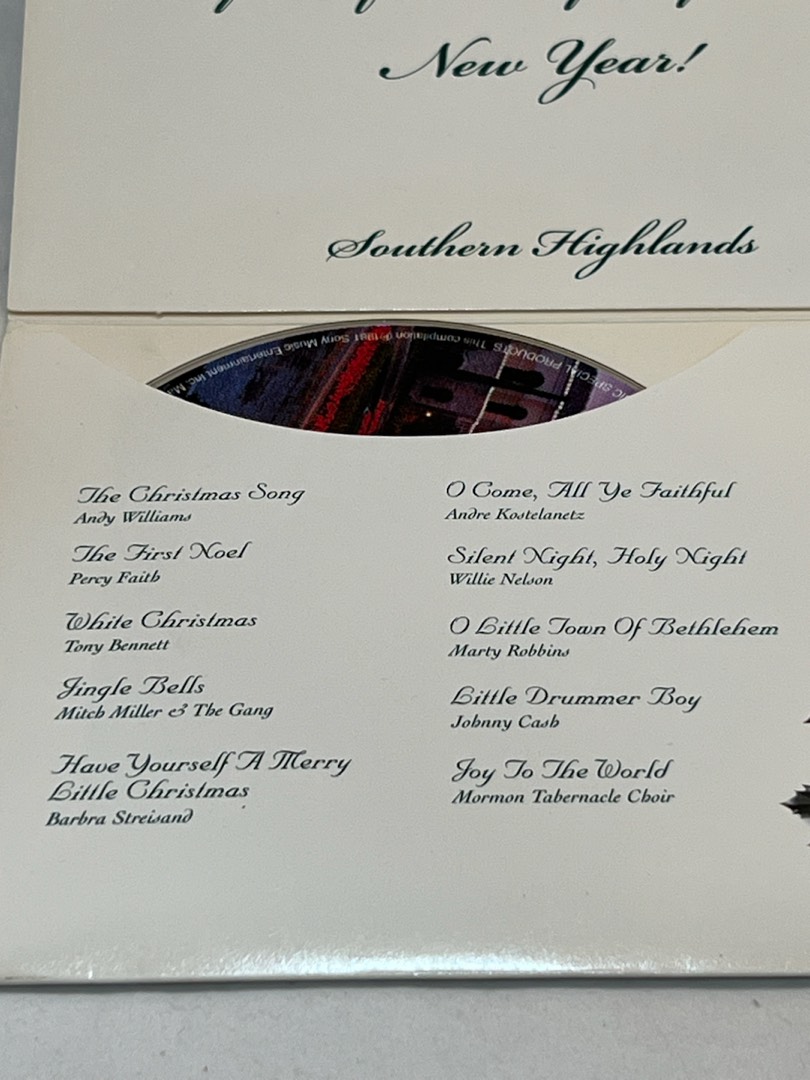 New Year!
Southern Highlands
SPECIAL PRODUCTS This compilation ℗ 1997 Sony Music Entertainment Inc.
The Christmas Song
Andy Williams
The First Noel
Percy Faith
White Christmas
Tony Bennett
Jingle Bells
Mitch Miller & The Gang
Have Yourself A Merry
Little Christmas
Barbra Streisand
O Come, All Ye Faithful
Andre Kostelanetz
Silent Night, Holy Night
Willie Nelson
O Little Town Of Bethlehem
Marty Robbins
Little Drummer Boy
Johnny Cash
Joy To The World
Mormon Tabernacle Choir